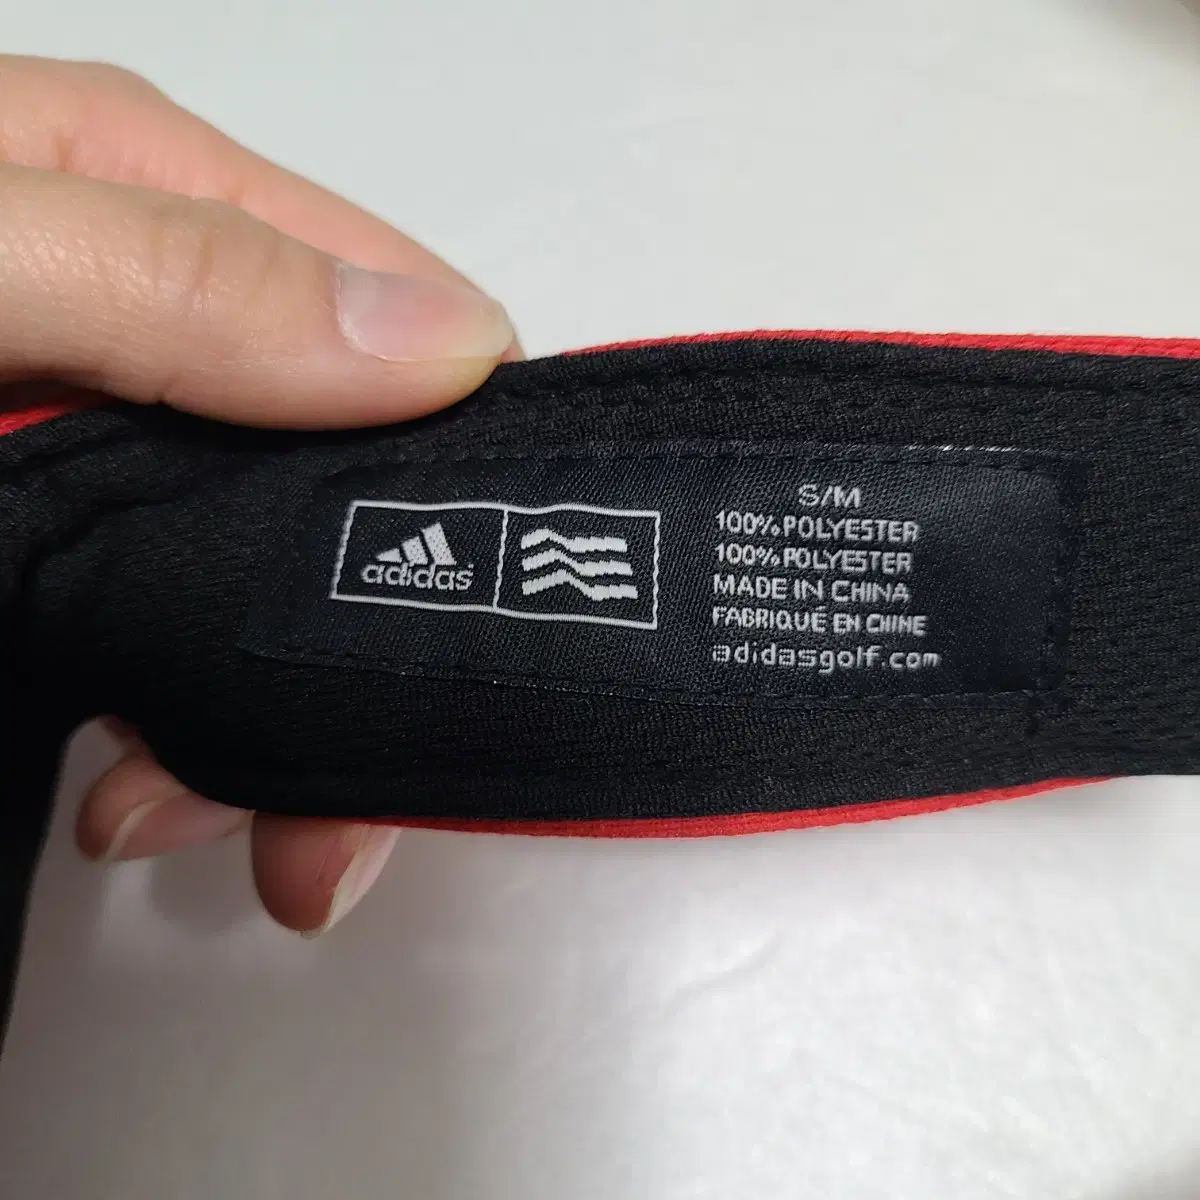 adidas
S/M
100% POLYESTER
100% POLYESTER
MADE IN CHINA
FABRIQUÉ EN CHINE
adidasgolf.com